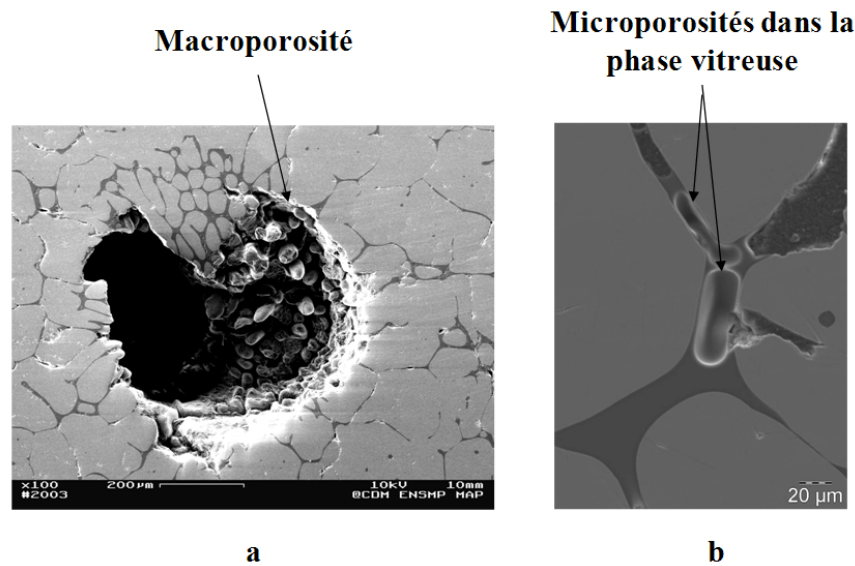 Macroporosité
Microporosités dans la
phase vitreuse
x100 200µm 10kV 10mm
#2003 @CDM ENSMP MAP
20 µm
a
b